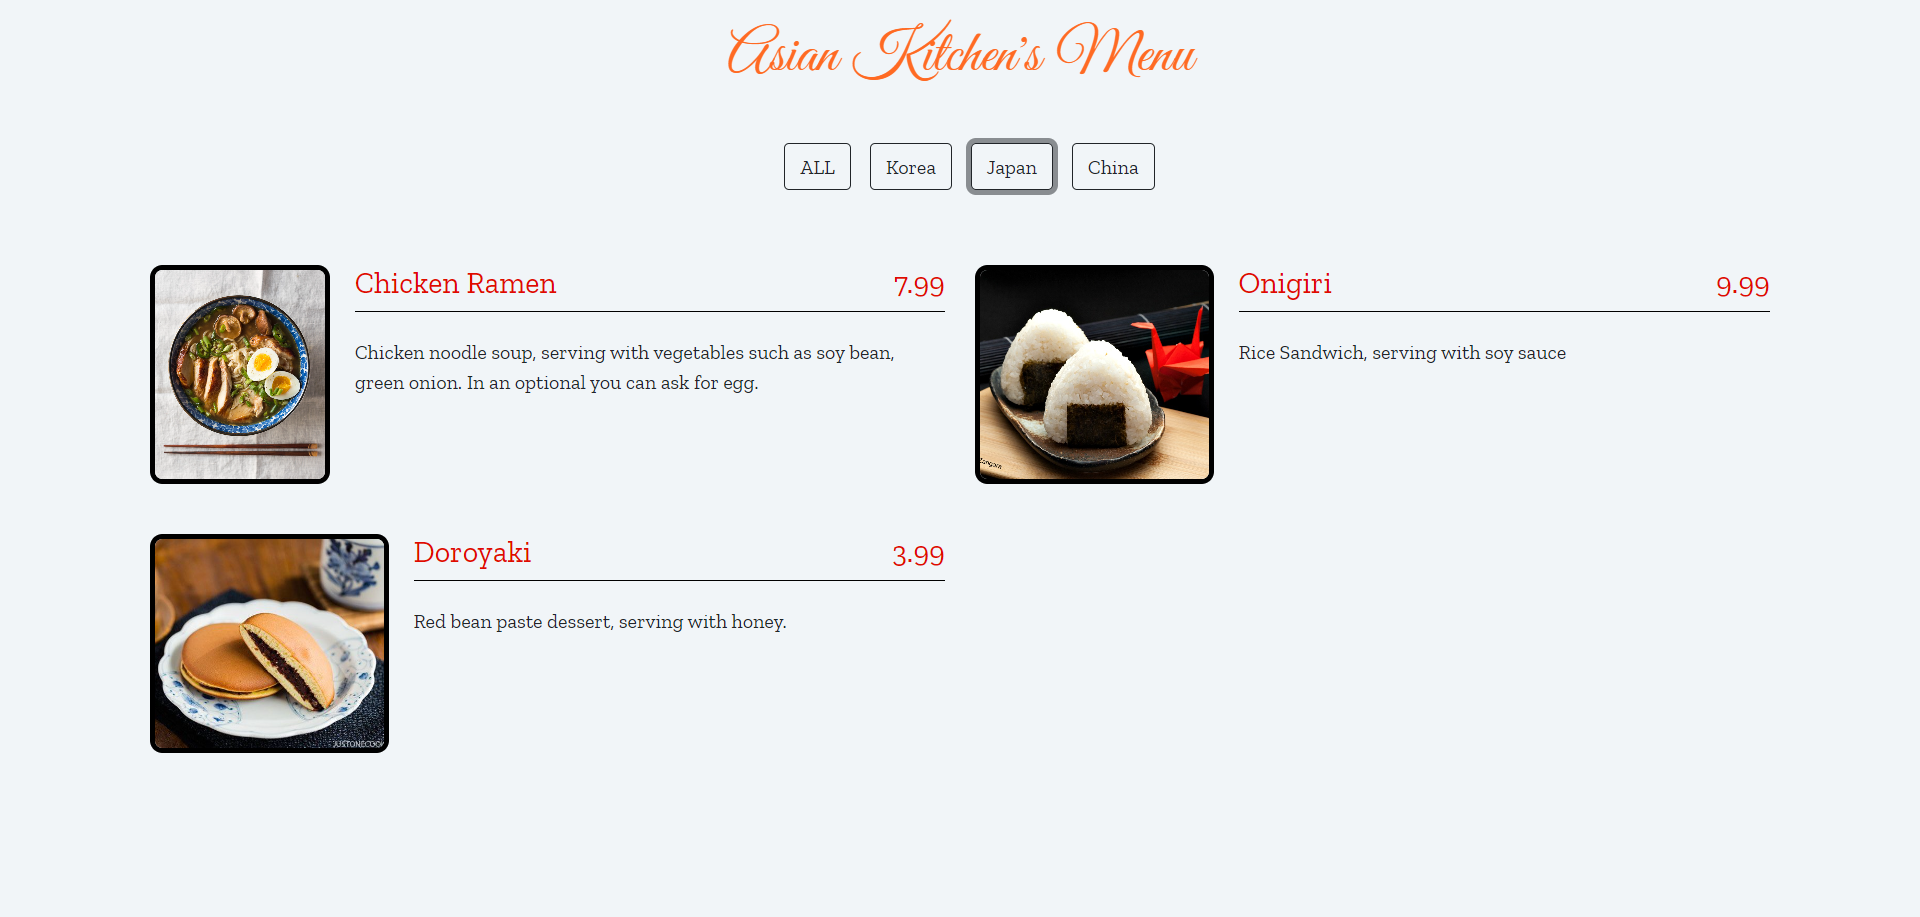 Asian Kitchen's Menu
ALL
Korea
Japan
China
Chicken Ramen
7.99
Chicken noodle soup, serving with vegetables such as soy bean,
green onion. In an optional you can ask for egg.
Onigiri
9.99
Rice Sandwich, serving with soy sauce
Doroyaki
3.99
Red bean paste dessert, serving with honey.